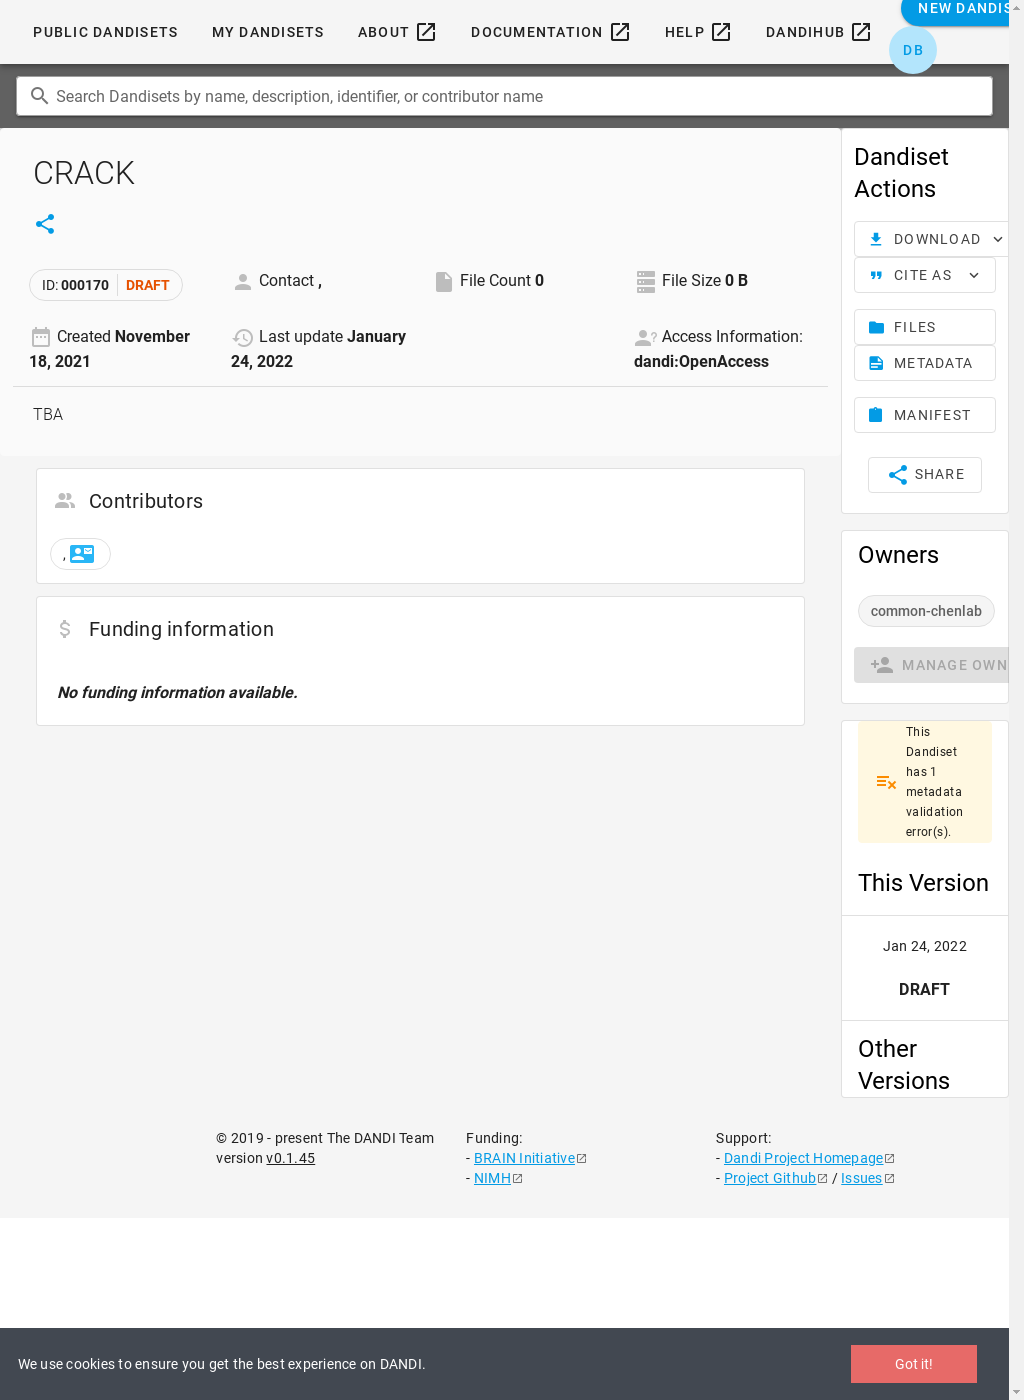 NEW DANDIS
PUBLIC DANDISETS MY DANDISETS ABOUT DOCUMENTATION HELP DANDIHUB
DB
Search Dandisets by name, description, identifier, or contributor name
CRACK
ID: 000170 DRAFT
Contact ,
File Count 0
File Size 0 B
Created November
18, 2021
Last update January
24, 2022
Access Information:
dandi:OpenAccess
TBA
Contributors
,
Funding information
No funding information available.
Dandiset
Actions
DOWNLOAD
CITE AS
FILES
METADATA
MANIFEST
SHARE
Owners
common-chenlab
MANAGE OWN
This
Dandiset
has 1
metadata
validation
error(s).
This Version
Jan 24, 2022
DRAFT
Other
Versions
© 2019 - present The DANDI Team
version v0.1.45
Funding:
- BRAIN Initiative
- NIMH
Support:
- Dandi Project Homepage
- Project Github / Issues
We use cookies to ensure you get the best experience on DANDI.
Got it!